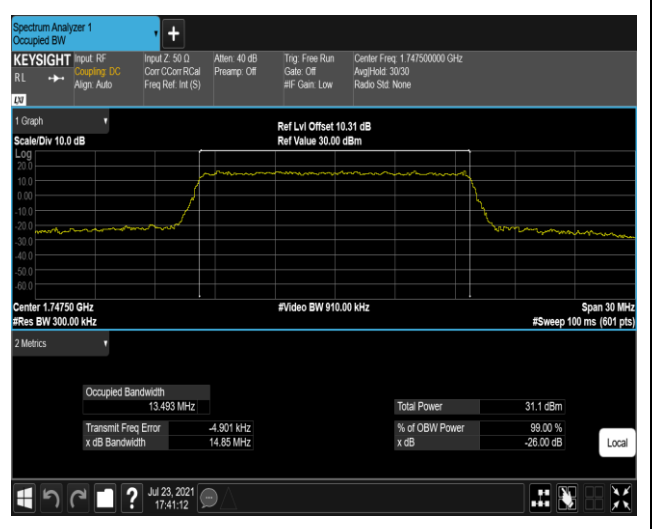 Spectrum Analyzer 1
Occupied BW
KEYSIGHT Input: RF Input Z: 50 Ω Atten: 40 dB Trig: Free Run Center Freq: 1.747500000 GHz
RL Coupling: DC Corr CCorr RCal Preamp: Off Gate: Off Avg|Hold: 30/30
Align: Auto Freq Ref: Int (S) #IF Gain: Low Radio Std: None
LXI
1 Graph
Ref Lvl Offset 10.31 dB
Scale/Div 10.0 dB Ref Value 30.00 dBm
Log
20.0
10.0
0.00
-10.0
-20.0
-30.0
-40.0
-50.0
-60.0
Center 1.74750 GHz #Video BW 910.00 kHz Span 30 MHz
#Res BW 300.00 kHz #Sweep 100 ms (601 pts)
2 Metrics
Occupied Bandwidth
13.493 MHz Total Power 31.1 dBm
Transmit Freq Error -4.901 kHz % of OBW Power 99.00 %
x dB Bandwidth 14.85 MHz x dB -26.00 dB
Local
? Jul 23, 2021
17:41:12